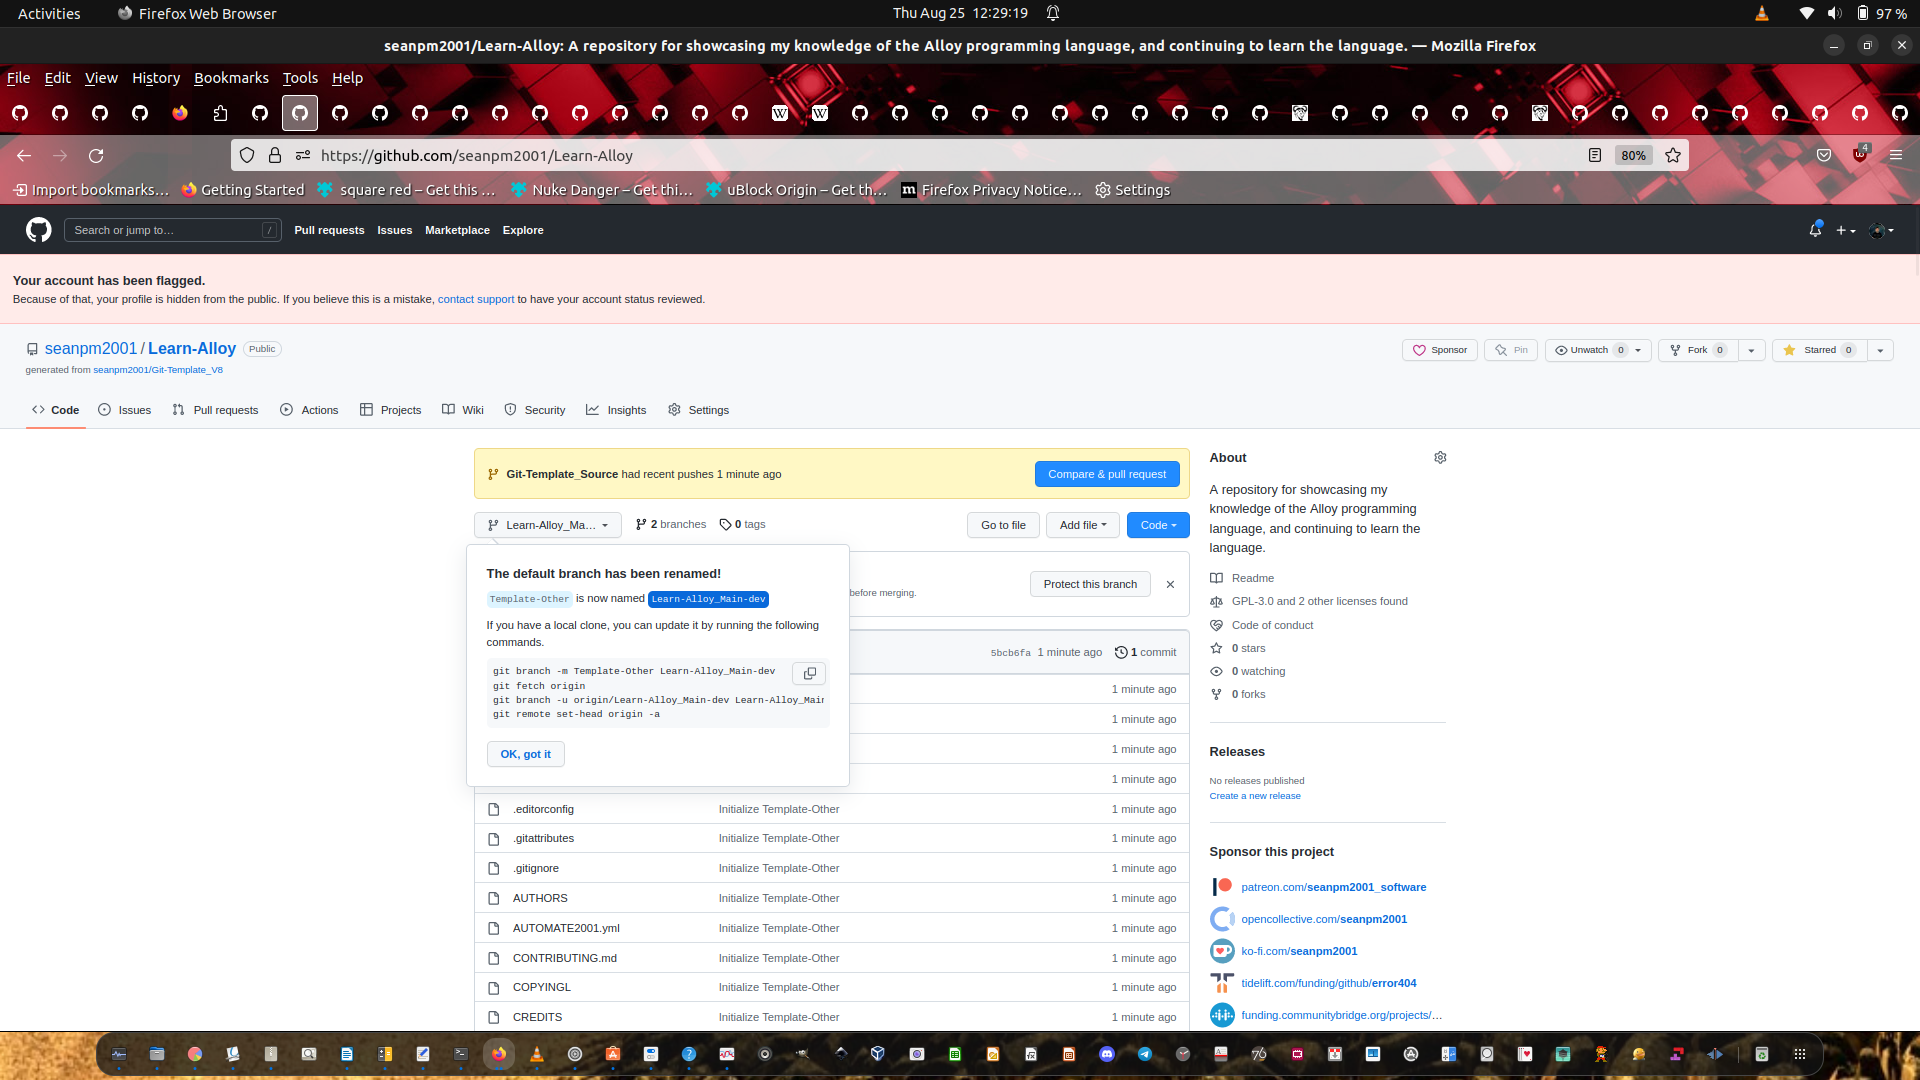 Activities
Firefox Web Browser
Thu Aug 25 12:29:19
97 %
seanpm2001/Learn-Alloy: A repository for showcasing my knowledge of the Alloy programming language, and continuing to learn the language. — Mozilla Firefox
File Edit View History Bookmarks Tools Help
https://github.com/seanpm2001/Learn-Alloy
80%
4
Import bookmarks…
Getting Started
square red – Get this …
Nuke Danger – Get thi…
uBlock Origin – Get th…
Firefox Privacy Notice…
Settings
Search or jump to…
/
Pull requests
Issues
Marketplace
Explore
Your account has been flagged.
Because of that, your profile is hidden from the public. If you believe this is a mistake, contact support to have your account status reviewed.
seanpm2001 / Learn-Alloy
Public
Sponsor
Pin
Unwatch 0
Fork 0
Starred 0
generated from seanpm2001/Git-Template_V8
Code
Issues
Pull requests
Actions
Projects
Wiki
Security
Insights
Settings
Git-Template_Source had recent pushes 1 minute ago
Compare & pull request
Learn-Alloy_Ma…
2 branches
0 tags
Go to file
Add file
Code
The default branch has been renamed!
Template-Other is now named Learn-Alloy_Main-dev
If you have a local clone, you can update it by running the following
commands.
git branch -m Template-Other Learn-Alloy_Main-dev
git fetch origin
git branch -u origin/Learn-Alloy_Main-dev Learn-Alloy_Main
git remote set-head origin -a
OK, got it
Protect this branch
before merging.
5bcb6fa 1 minute ago
1 commit
1 minute ago
1 minute ago
1 minute ago
1 minute ago
.editorconfig Initialize Template-Other 1 minute ago
.gitattributes Initialize Template-Other 1 minute ago
.gitignore Initialize Template-Other 1 minute ago
AUTHORS Initialize Template-Other 1 minute ago
AUTOMATE2001.yml Initialize Template-Other 1 minute ago
CONTRIBUTING.md Initialize Template-Other 1 minute ago
COPYINGL Initialize Template-Other 1 minute ago
CREDITS Initialize Template-Other 1 minute ago
About
A repository for showcasing my
knowledge of the Alloy programming
language, and continuing to learn the
language.
Readme
GPL-3.0 and 2 other licenses found
Code of conduct
0 stars
0 watching
0 forks
Releases
No releases published
Create a new release
Sponsor this project
patreon.com/seanpm2001_software
opencollective.com/seanpm2001
ko-fi.com/seanpm2001
tidelift.com/funding/github/error404
funding.communitybridge.org/projects/…